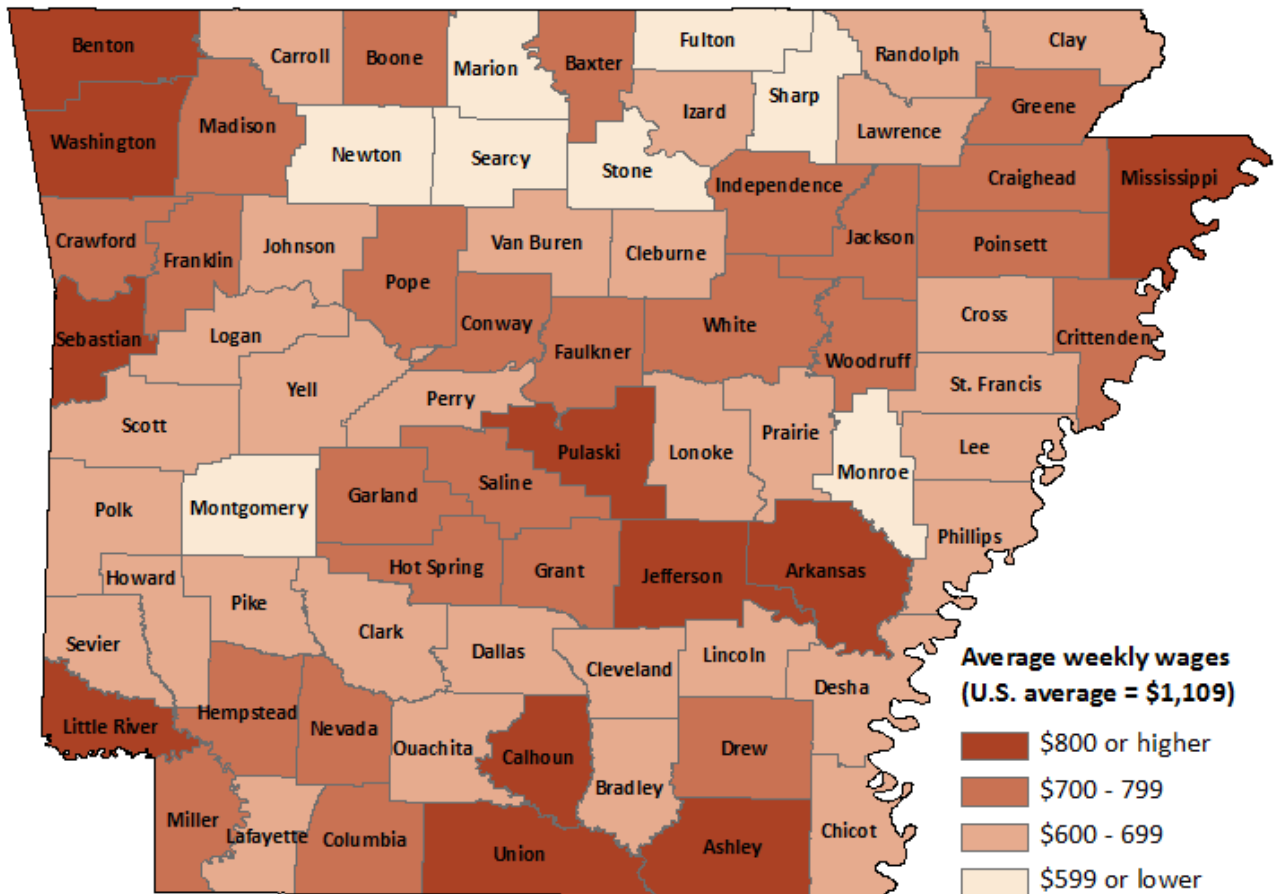 Benton
Carroll
Boone
Marion
Baxter
Fulton
Randolph
Clay
Sharp
Izard
Greene
Lawrence
Washington
Madison
Newton
Searcy
Stone
Independence
Craighead
Mississippi
Crawford
Franklin
Johnson
Van Buren
Cleburne
Jackson
Poinsett
Pope
Sebastian
Logan
Conway
Faulkner
White
Woodruff
Cross
Crittenden
Yell
Perry
St. Francis
Scott
Pulaski
Lonoke
Prairie
Monroe
Lee
Polk
Montgomery
Garland
Saline
Phillips
Howard
Pike
Hot Spring
Grant
Jefferson
Arkansas
Sevier
Clark
Dallas
Cleveland
Lincoln
Desha
Little River
Hempstead
Nevada
Ouachita
Calhoun
Bradley
Drew
Miller
Lafayette
Columbia
Union
Ashley
Chicot
Average weekly wages
(U.S. average = $1,109)
$800 or higher
$700 - 799
$600 - 699
$599 or lower